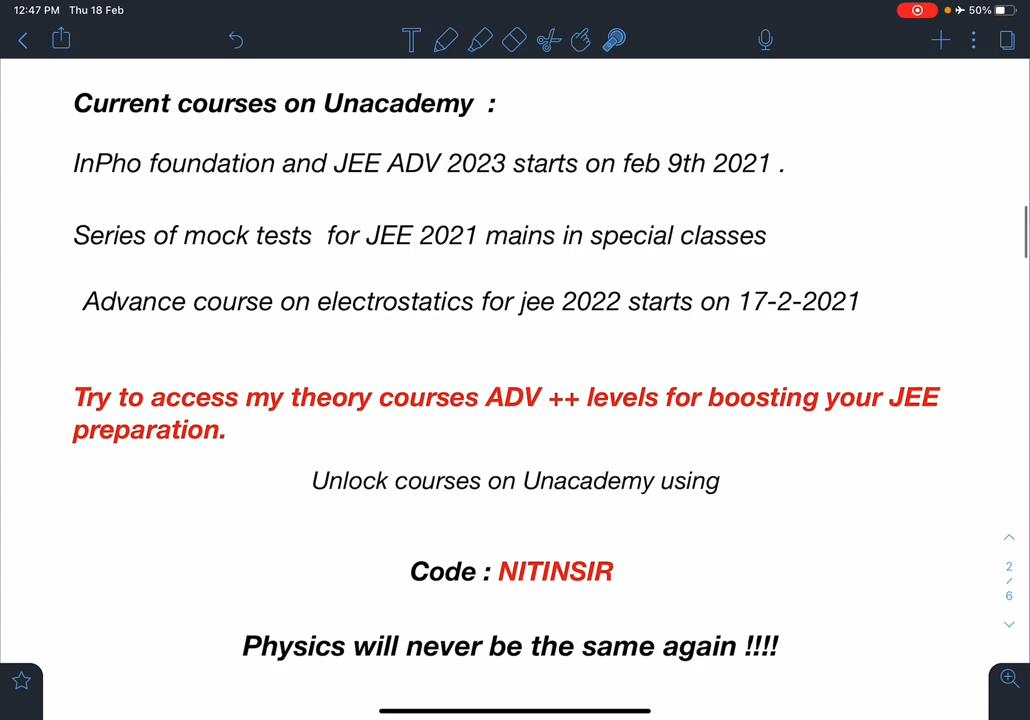 12:47 PM Thu 18 Feb
50%
Current courses on Unacademy :
InPho foundation and JEE ADV 2023 starts on feb 9th 2021 .
Series of mock tests for JEE 2021 mains in special classes
Advance course on electrostatics for jee 2022 starts on 17-2-2021
Try to access my theory courses ADV ++ levels for boosting your JEE
preparation.
Unlock courses on Unacademy using
Code : NITINSIR
Physics will never be the same again !!!!
2
/
6